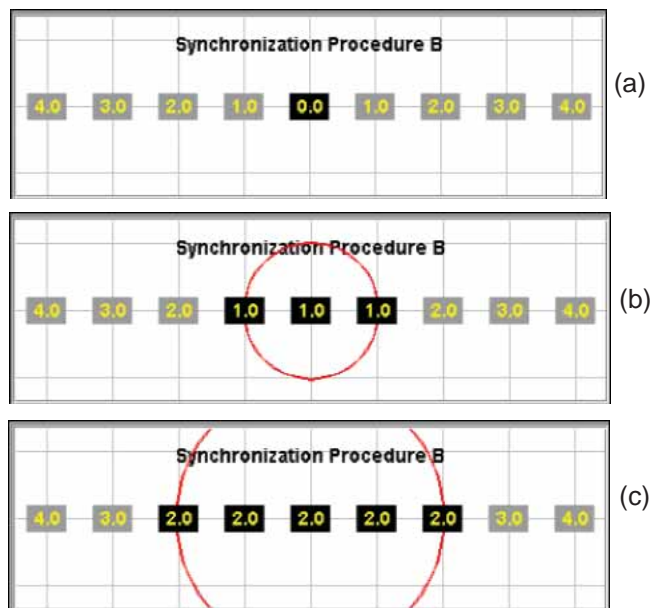 Synchronization Procedure B
4.0 3.0 2.0 1.0 0.0 1.0 2.0 3.0 4.0
(a)
Synchronization Procedure B
4.0 3.0 2.0 1.0 1.0 1.0 2.0 3.0 4.0
(b)
Synchronization Procedure B
4.0 3.0 2.0 2.0 2.0 2.0 2.0 3.0 4.0
(c)